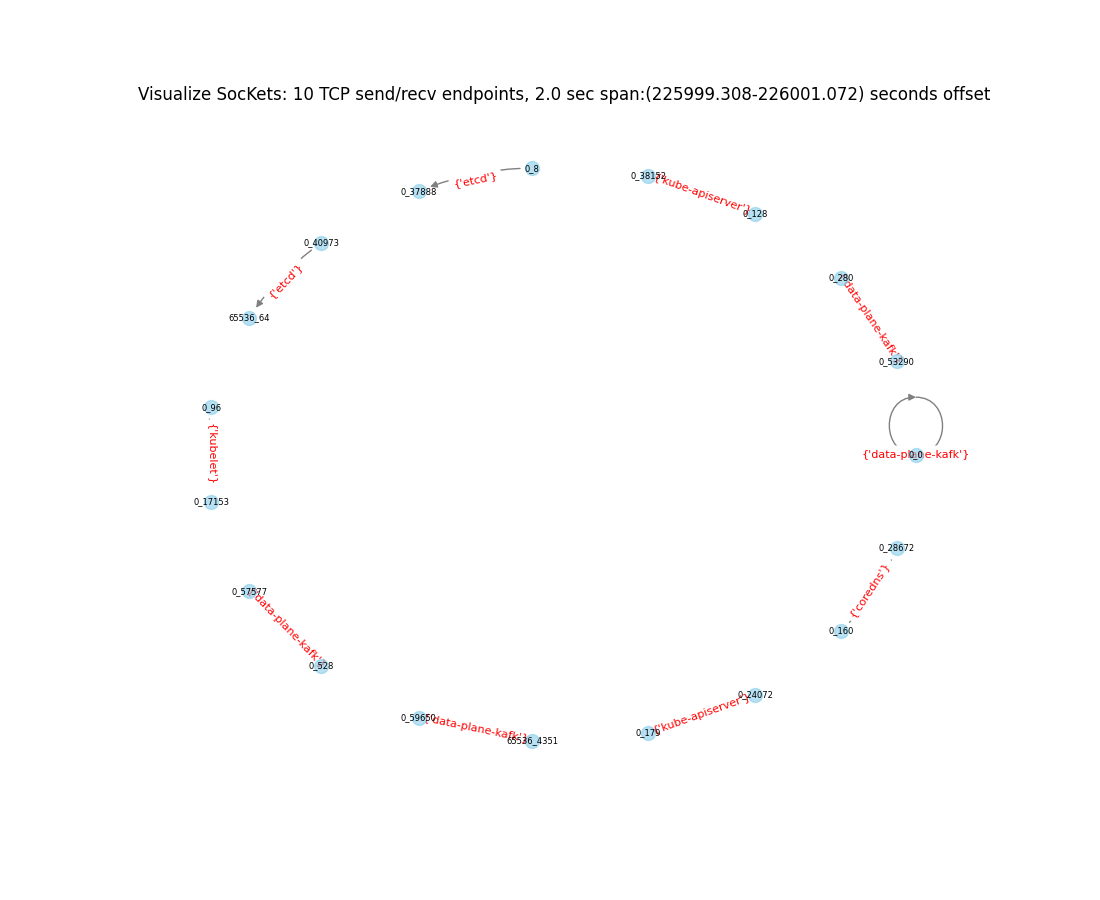 Visualize SocKets: 10 TCP send/recv endpoints, 2.0 sec span:(225999.308-226001.072) seconds offset
0_8
{'etcd'}
0_37888
0_38152
{'kube-apiserver'}
0_128
0_40973
{'etcd'}
65536_64
0_280
{'data-plane-kafk'}
0_53290
0_96
{'kubelet'}
0_17153
{'data-plane-kafk'}
0_0
0_28672
{'coredns'}
0_160
0_57577
{'data-plane-kafk'}
0_528
0_24072
{'kube-apiserver'}
0_179
0_59650
{'data-plane-kafk'}
65536_4351